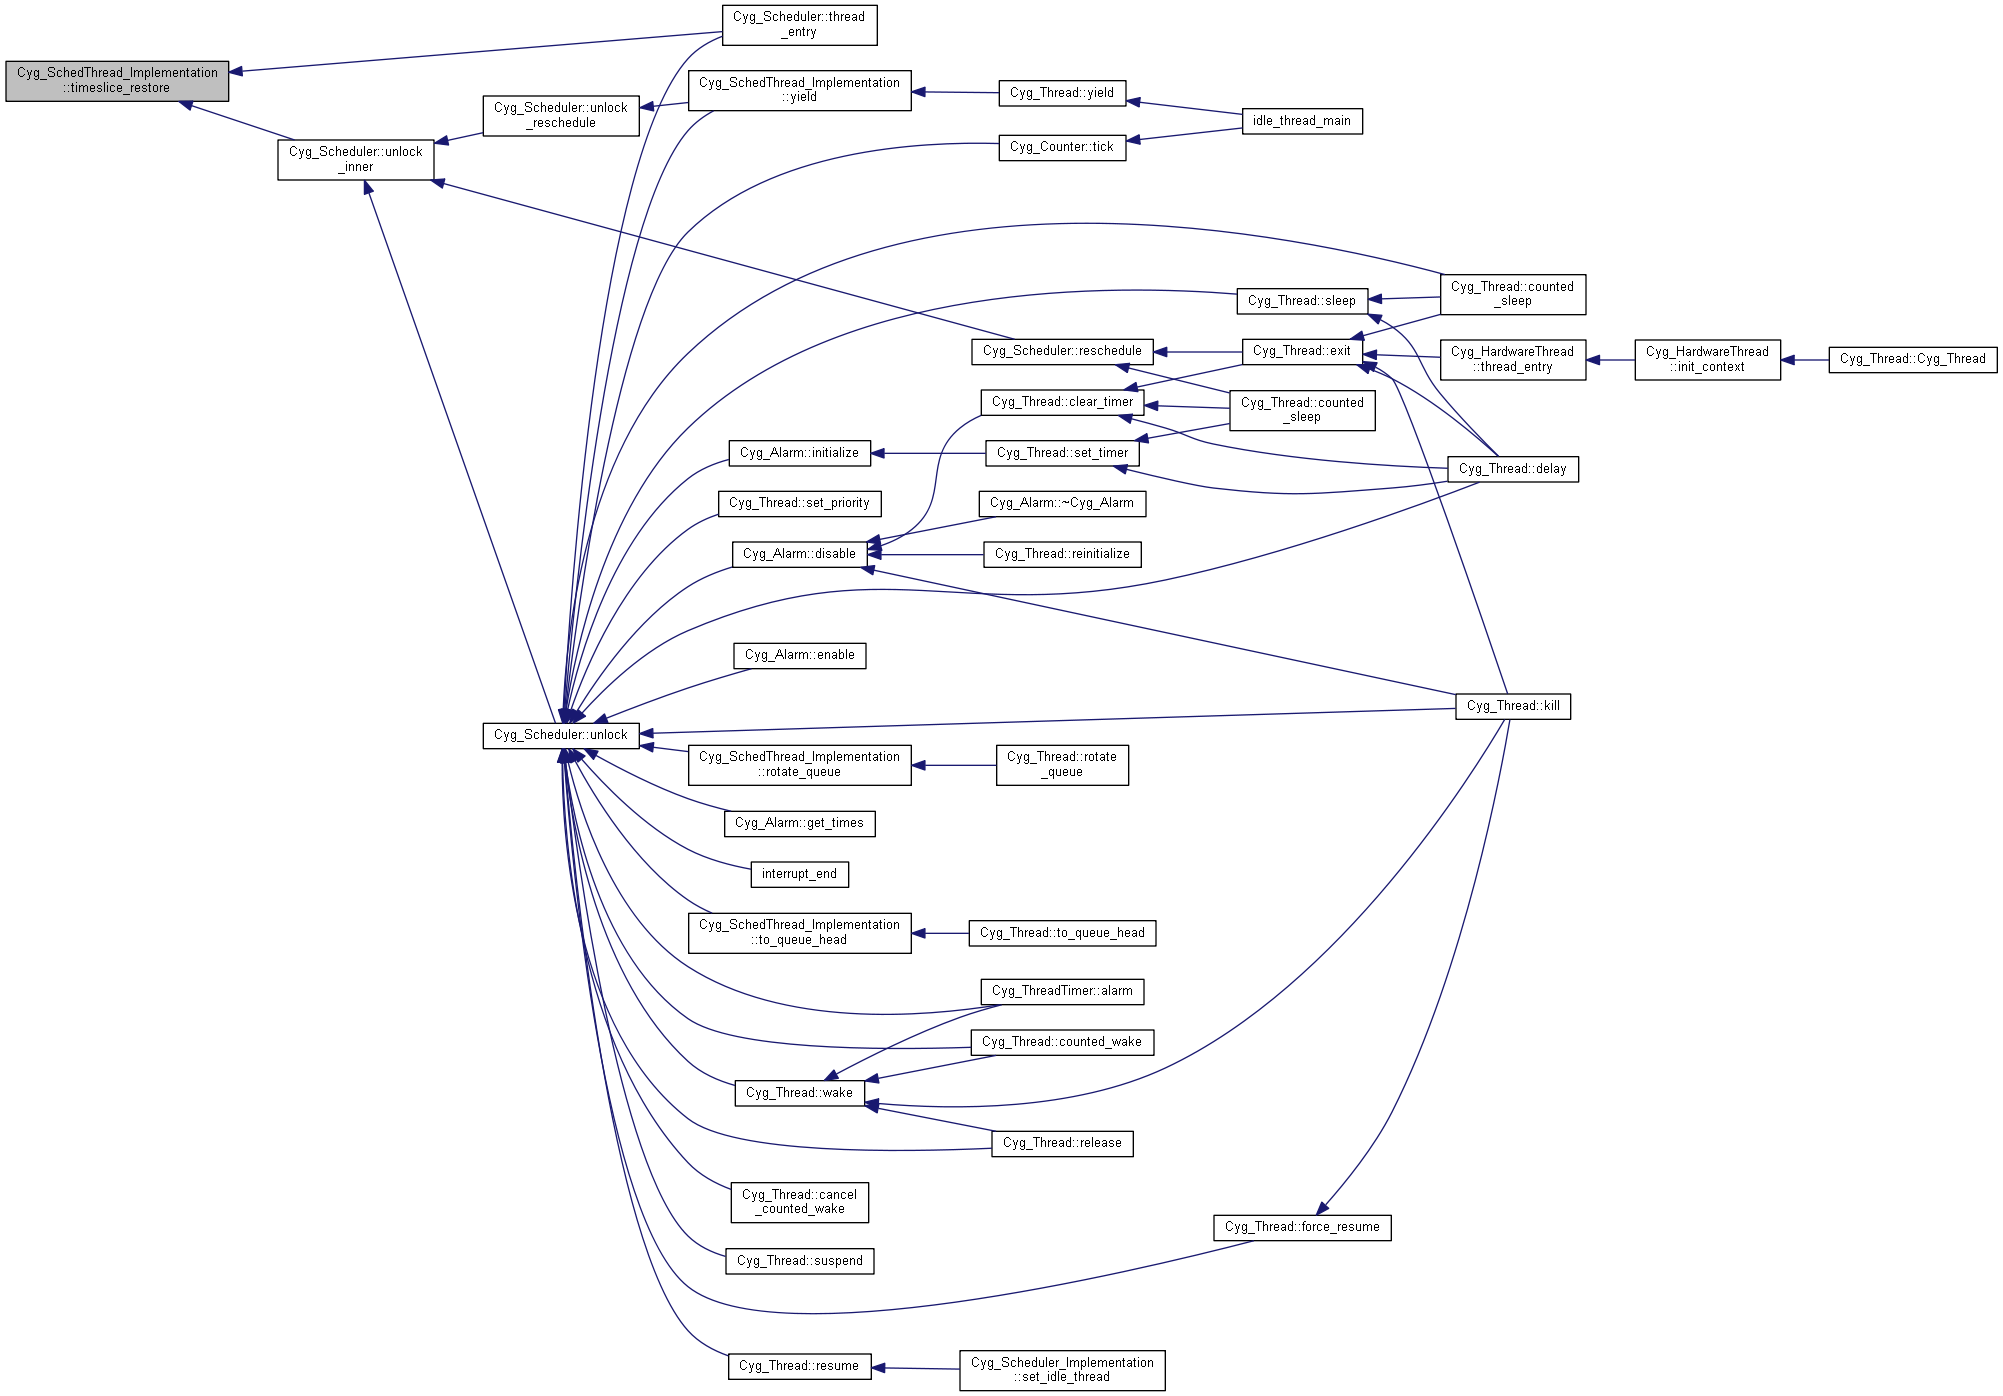 Cyg_Scheduler::thread
_entry
Cyg_SchedThread_Implementation
::timeslice_restore
Cyg_SchedThread_Implementation
::yield
Cyg_Thread::yield
Cyg_Scheduler::unlock
_reschedule
idle_thread_main
Cyg_Counter::tick
Cyg_Scheduler::unlock
_inner
Cyg_Thread::counted
_sleep
Cyg_Thread::sleep
Cyg_Scheduler::reschedule
Cyg_Thread::exit
Cyg_HardwareThread
::thread_entry
Cyg_HardwareThread
::init_context
Cyg_Thread::Cyg_Thread
Cyg_Thread::clear_timer
Cyg_Thread::counted
_sleep
Cyg_Alarm::initialize
Cyg_Thread::set_timer
Cyg_Thread::delay
Cyg_Thread::set_priority
Cyg_Alarm::~Cyg_Alarm
Cyg_Alarm::disable
Cyg_Thread::reinitialize
Cyg_Alarm::enable
Cyg_Thread::kill
Cyg_Scheduler::unlock
Cyg_SchedThread_Implementation
::rotate_queue
Cyg_Thread::rotate
_queue
Cyg_Alarm::get_times
interrupt_end
Cyg_SchedThread_Implementation
::to_queue_head
Cyg_Thread::to_queue_head
Cyg_ThreadTimer::alarm
Cyg_Thread::counted_wake
Cyg_Thread::wake
Cyg_Thread::release
Cyg_Thread::cancel
_counted_wake
Cyg_Thread::force_resume
Cyg_Thread::suspend
Cyg_Thread::resume
Cyg_Scheduler_Implementation
::set_idle_thread